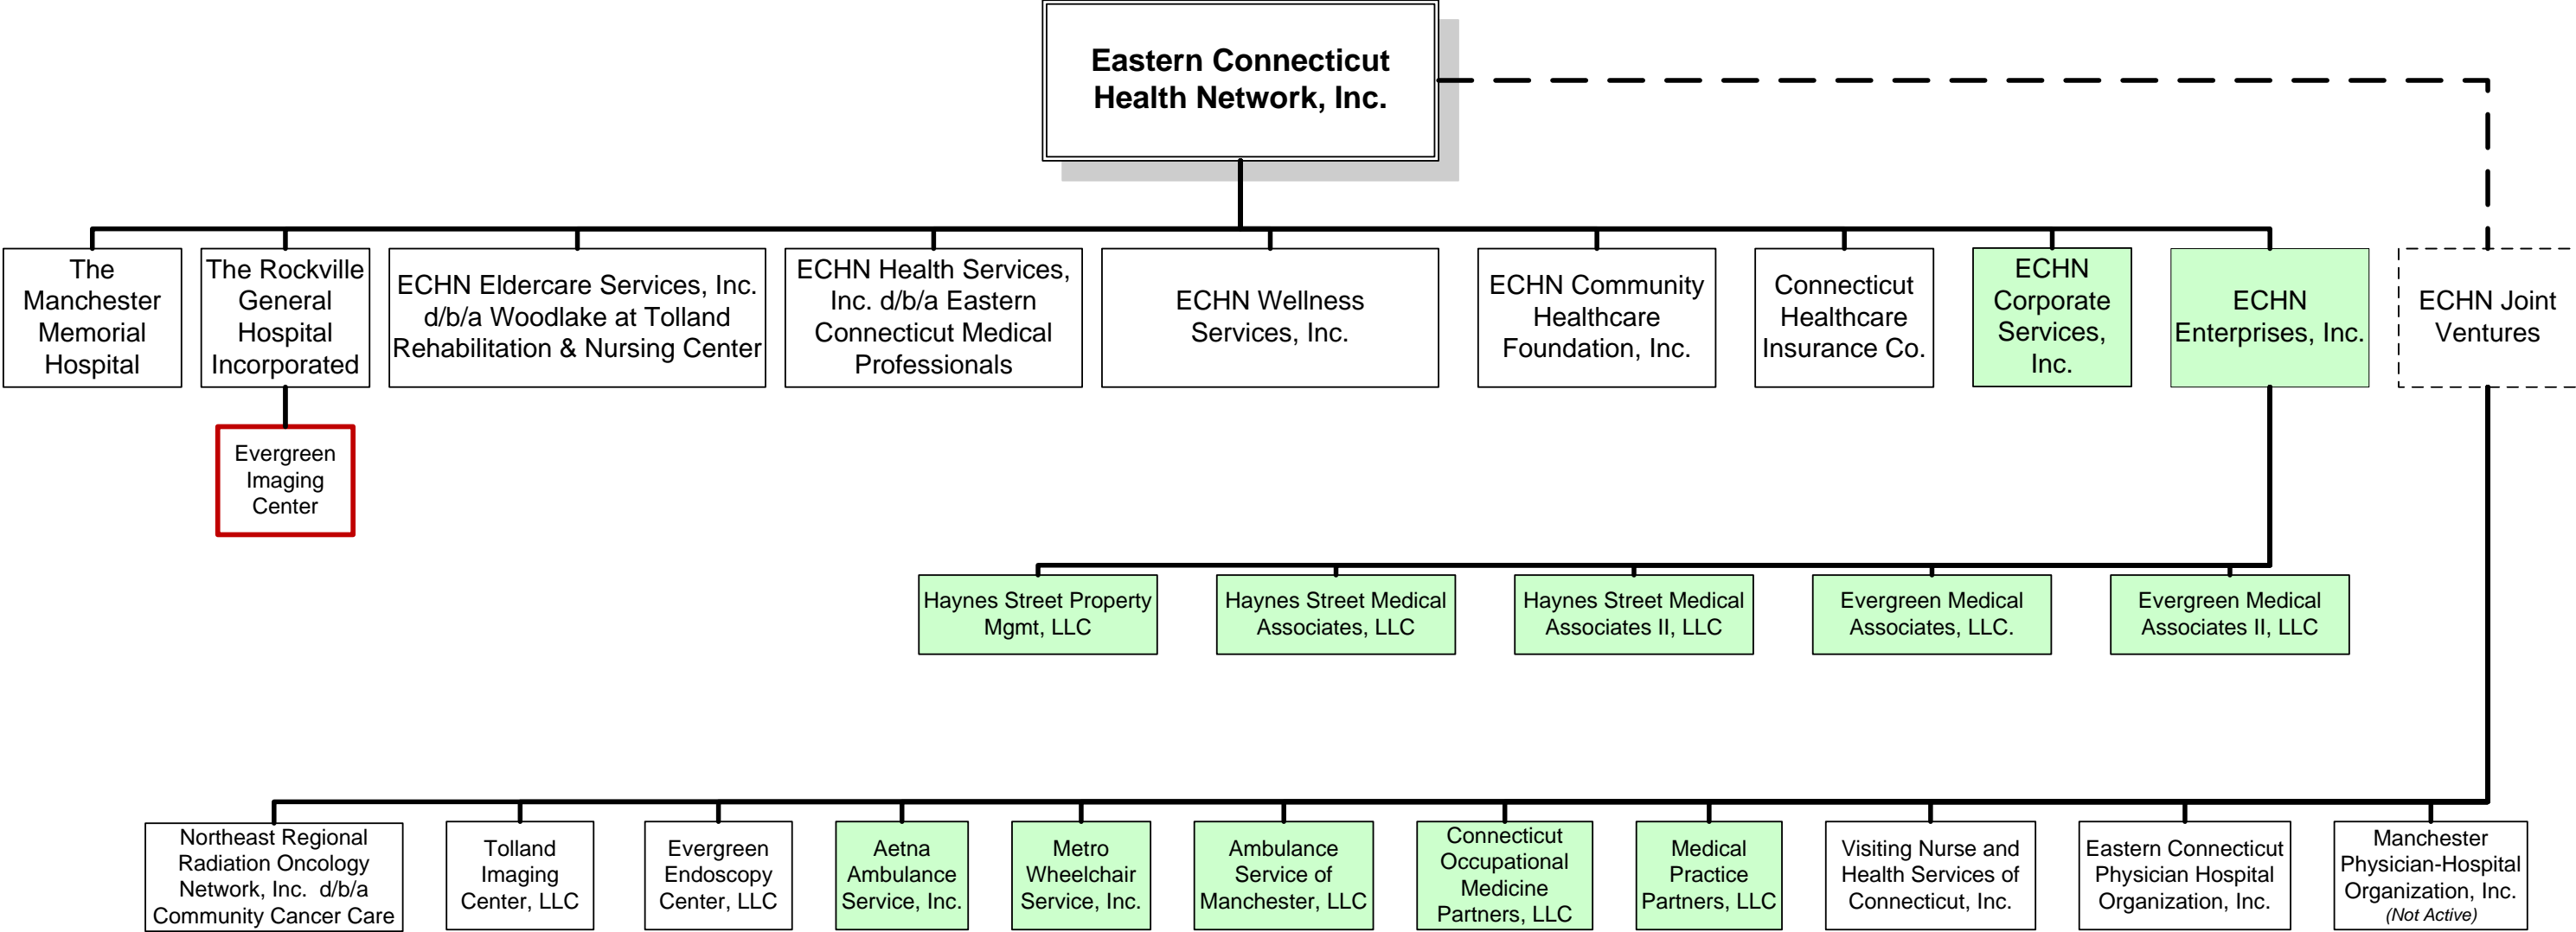 Eastern Connecticut
Health Network, Inc.
The
Manchester
Memorial
Hospital
The Rockville
General
Hospital
Incorporated
ECHN Eldercare Services, Inc.
d/b/a Woodlake at Tolland
Rehabilitation & Nursing Center
ECHN Health Services,
Inc. d/b/a Eastern
Connecticut Medical
Professionals
ECHN Wellness
Services, Inc.
ECHN Community
Healthcare
Foundation, Inc.
Connecticut
Healthcare
Insurance Co.
ECHN
Corporate
Services,
Inc.
ECHN
Enterprises, Inc.
ECHN Joint
Ventures
Evergreen
Imaging
Center
Haynes Street Property
Mgmt, LLC
Haynes Street Medical
Associates, LLC
Haynes Street Medical
Associates II, LLC
Evergreen Medical
Associates, LLC.
Evergreen Medical
Associates II, LLC
Northeast Regional
Radiation Oncology
Network, Inc. d/b/a
Community Cancer Care
Tolland
Imaging
Center, LLC
Evergreen
Endoscopy
Center, LLC
Aetna
Ambulance
Service, Inc.
Metro
Wheelchair
Service, Inc.
Ambulance
Service of
Manchester, LLC
Connecticut
Occupational
Medicine
Partners, LLC
Medical
Practice
Partners, LLC
Visiting Nurse and
Health Services of
Connecticut, Inc.
Eastern Connecticut
Physician Hospital
Organization, Inc.
Manchester
Physician-Hospital
Organization, Inc.
(Not Active)